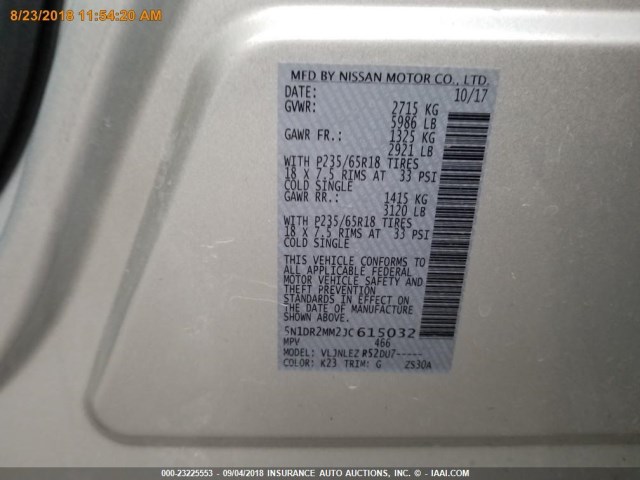 8/23/2018 11:54:20 AM
MFD BY NISSAN MOTOR CO., LTD.
DATE: 10/17
GVWR: 2715 KG
5986 LB
GAWR FR.: 1325 KG
2921 LB
WITH P235/65R18 TIRES
18 X 7.5 RIMS AT 33 PSI
COLD SINGLE
GAWR RR.: 1415 KG
3120 LB
WITH P235/65R18 TIRES
18 X 7.5 RIMS AT 33 PSI
COLD SINGLE
THIS VEHICLE CONFORMS TO
ALL APPLICABLE FEDERAL
MOTOR VEHICLE SAFETY AND
THEFT PREVENTION
STANDARDS IN EFFECT ON
THE DATE OF MANUFACTURE
SHOWN ABOVE.
5N1DR2MM2JC615032
MPV 466
MODEL: VLJNLEZ#52DU7-----
COLOR: K23 TRIM: G ZS30A
000-23225553 - 09/04/2018 - INSURANCE AUTO AUCTIONS, INC. - IAAI.COM